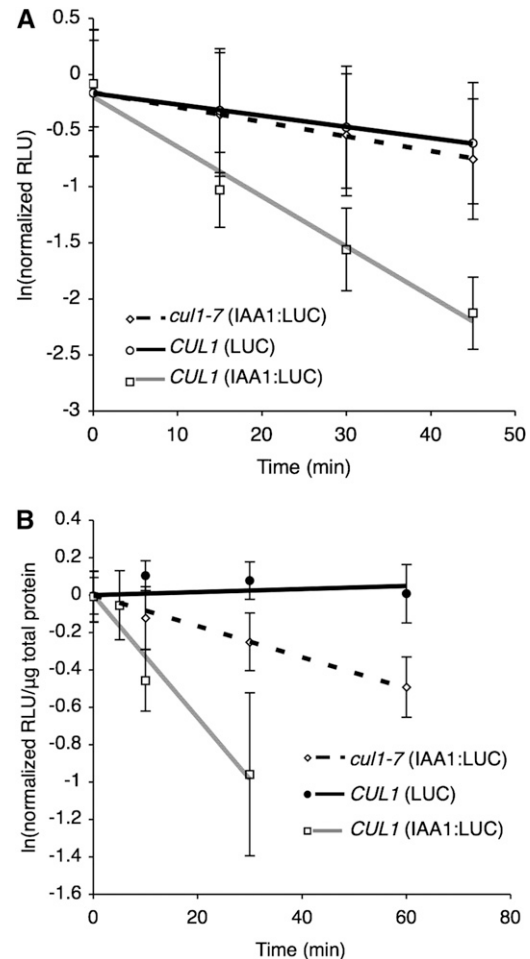 A
0.5
0
-0.5
-1
-1.5
-2
-2.5
-3
ln(normalized RLU)
cul1-7 (IAA1:LUC)
CUL1 (LUC)
CUL1 (IAA1:LUC)
0 10 20 30 40 50
Time (min)
B
0.4
0.2
0
-0.2
-0.4
-0.6
-0.8
-1
-1.2
-1.4
-1.6
ln(normalized RLU/µg total protein)
cul1-7 (IAA1:LUC)
CUL1 (LUC)
CUL1 (IAA1:LUC)
0 20 40 60 80
Time (min)